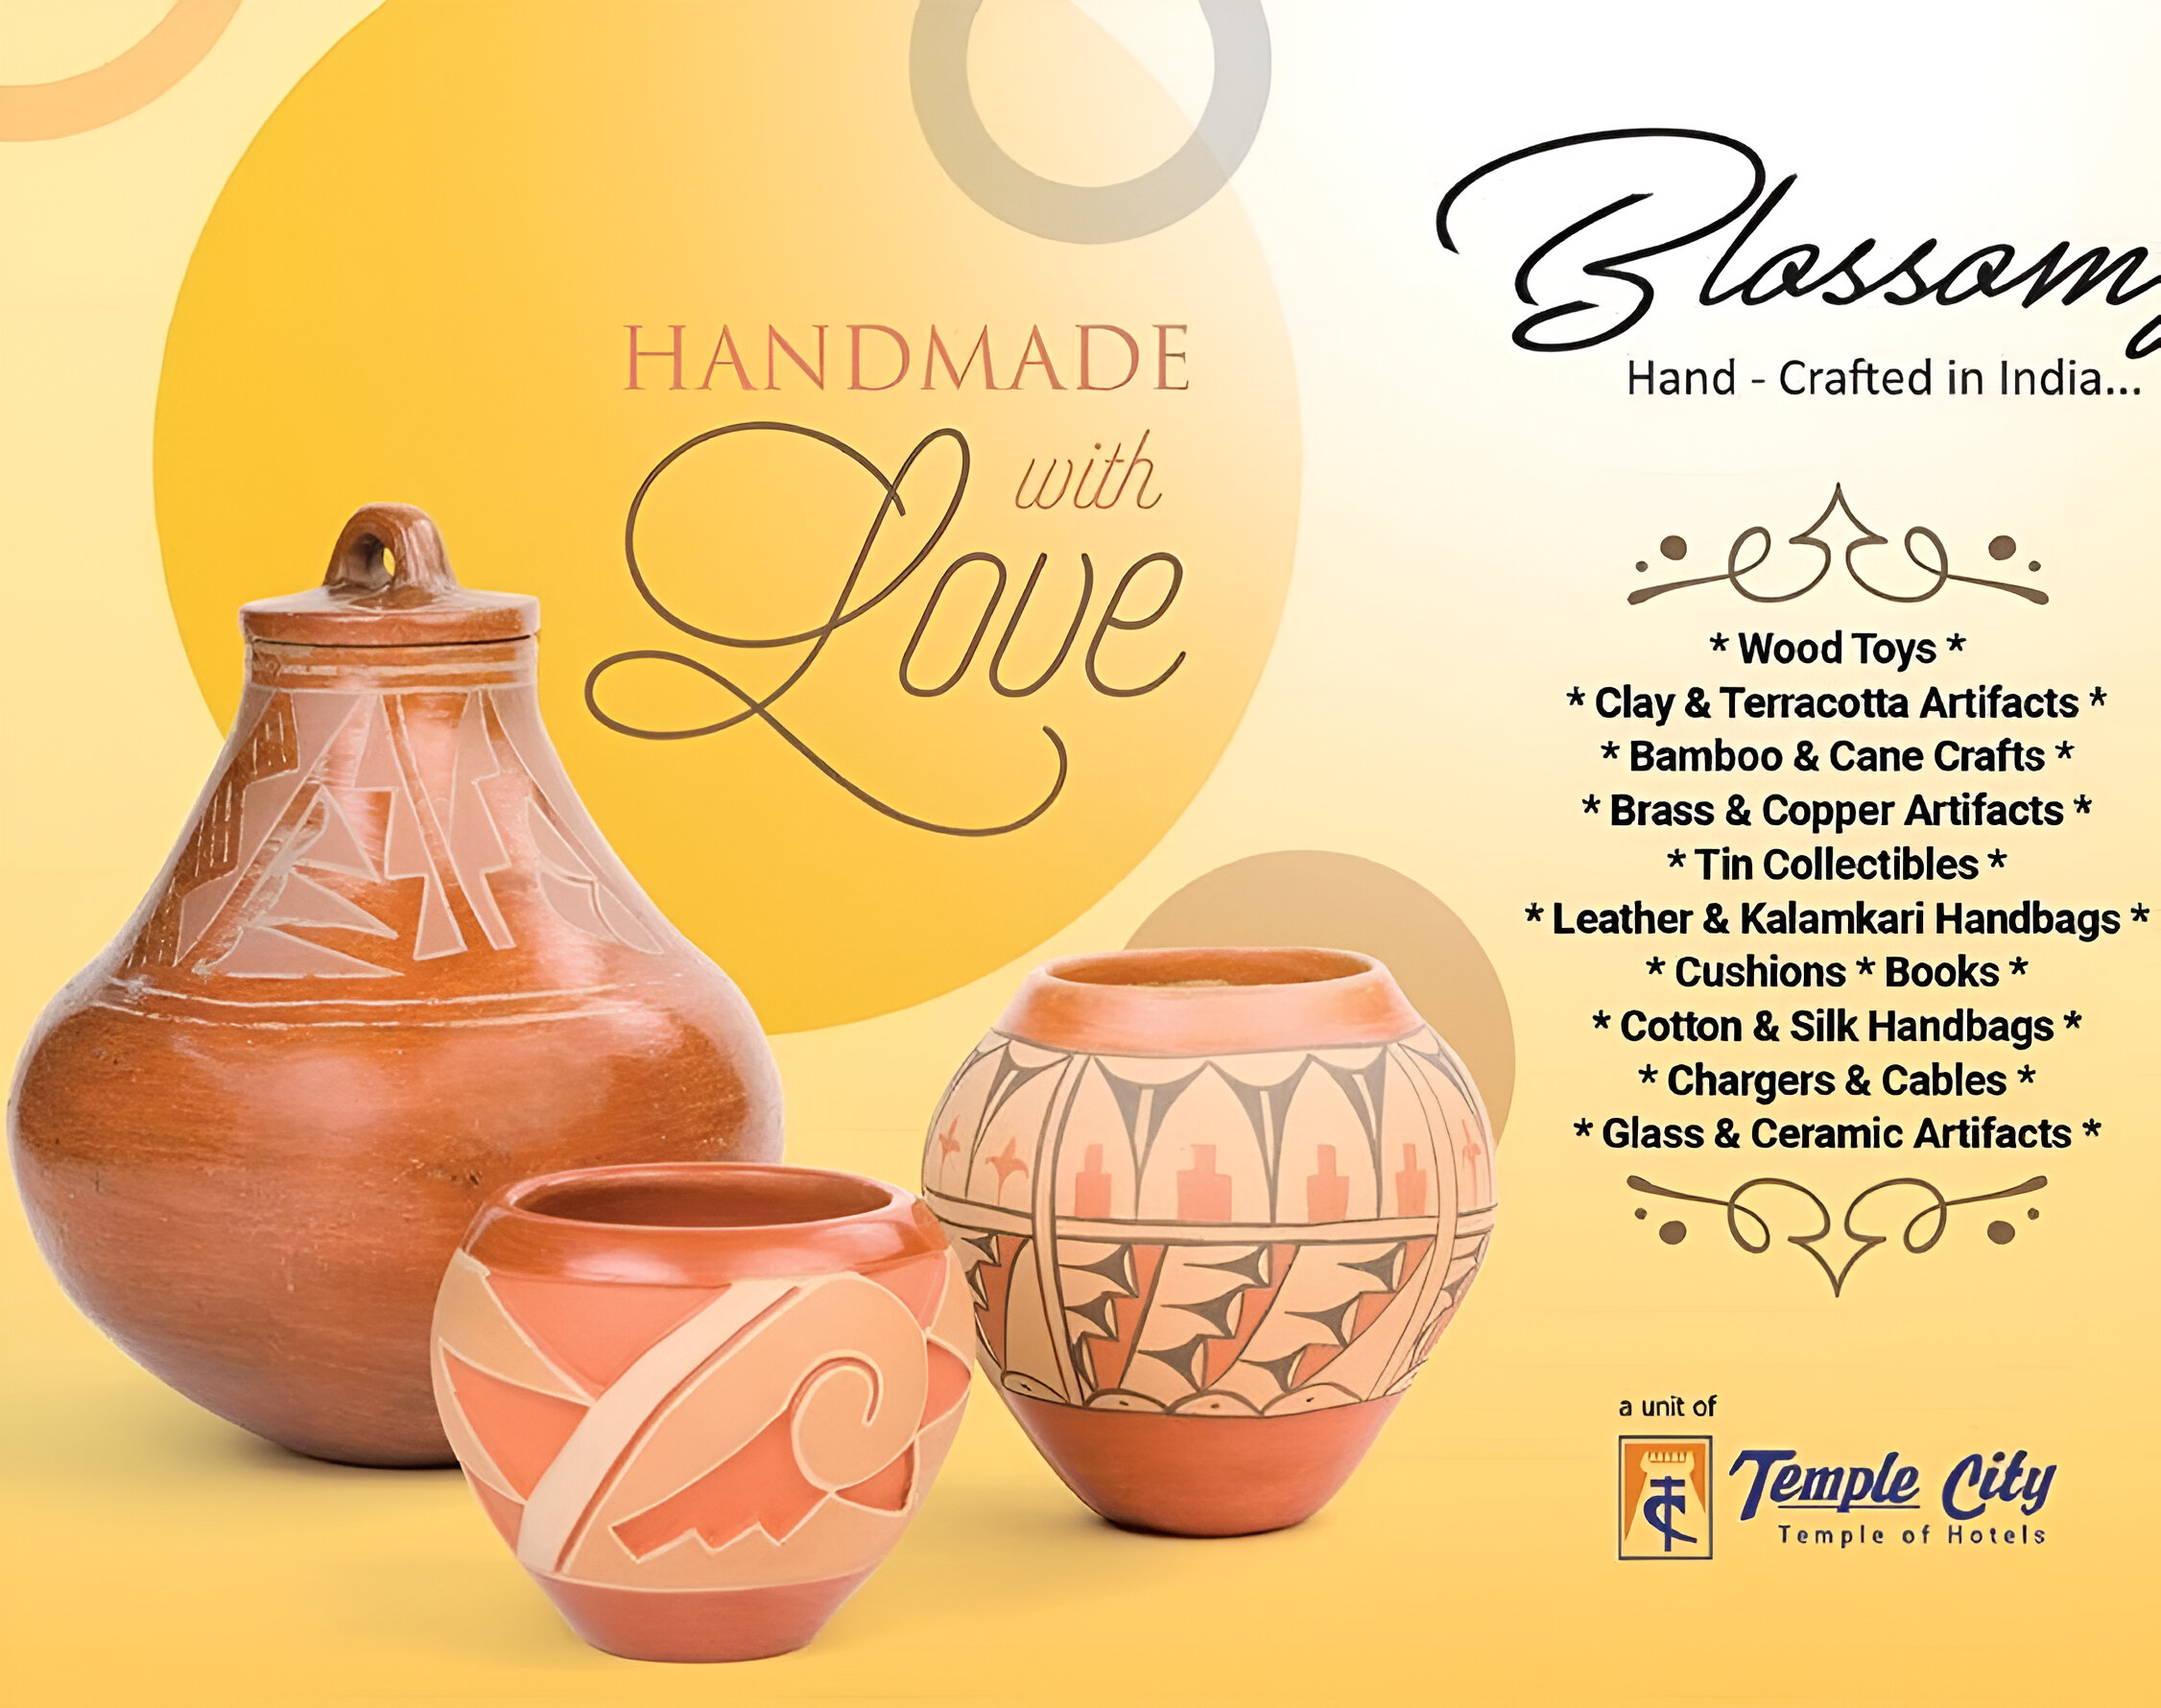 HANDMADE
with
Love
Hand - Crafted in India...
* Wood Toys *
* Clay & Terracotta Artifacts *
* Bamboo & Cane Crafts *
* Brass & Copper Artifacts *
* Tin Collectibles *
* Leather & Kalamkari Handbags *
* Cushions * Books *
* Cotton & Silk Handbags *
* Chargers & Cables *
* Glass & Ceramic Artifacts *
a unit of
Temple City
Temple of Hotels